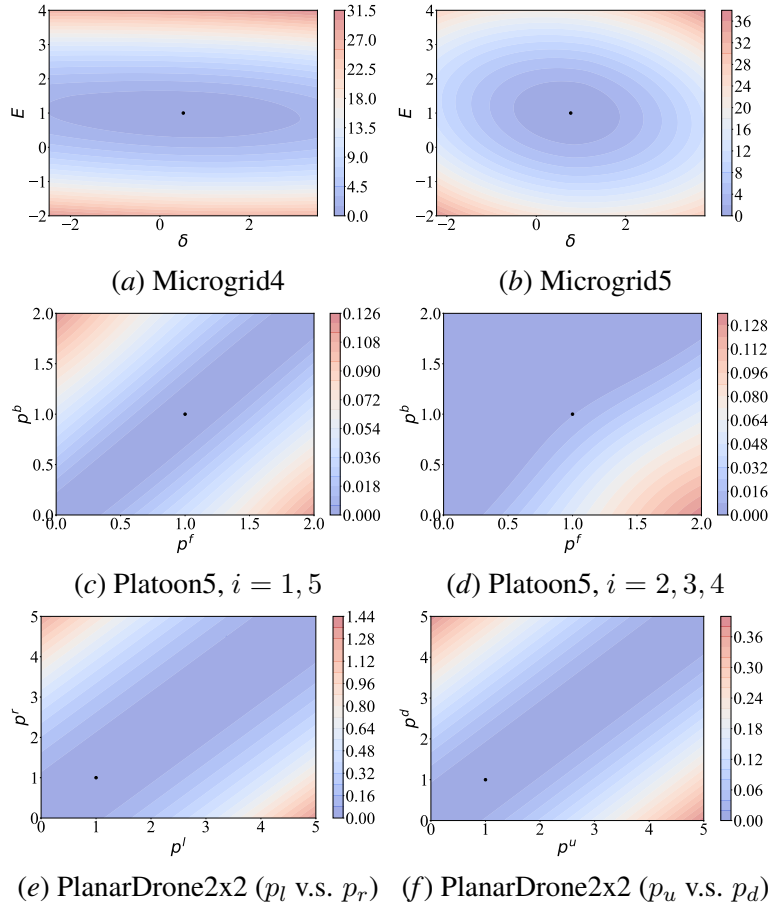 4 3 2 1 0 −1 −2
E
−2 0 2
δ
31.5 27.0 22.5 18.0 13.5 9.0 4.5 0.0
4 3 2 1 0 −1 −2
E
−2 0 2
δ
36 32 28 24 20 16 12 8 4 0
(a) Microgrid4 (b) Microgrid5
2.0 1.5 1.0 0.5 0.0
p^b
0.0 0.5 1.0 1.5 2.0
p^f
0.126 0.108 0.090 0.072 0.054 0.036 0.018 0.000
2.0 1.5 1.0 0.5 0.0
p^b
0.0 0.5 1.0 1.5 2.0
p^f
0.128 0.112 0.096 0.080 0.064 0.048 0.032 0.016 0.000
(c) Platoon5, i = 1, 5 (d) Platoon5, i = 2, 3, 4
5 4 3 2 1 0
p^r
0 1 2 3 4 5
p^l
1.44 1.28 1.12 0.96 0.80 0.64 0.48 0.32 0.16 0.00
5 4 3 2 1 0
p^d
0 1 2 3 4 5
p^u
0.36 0.30 0.24 0.18 0.12 0.06 0.00
(e) PlanarDrone2x2 (p_l v.s. p_r) (f) PlanarDrone2x2 (p_u v.s. p_d)